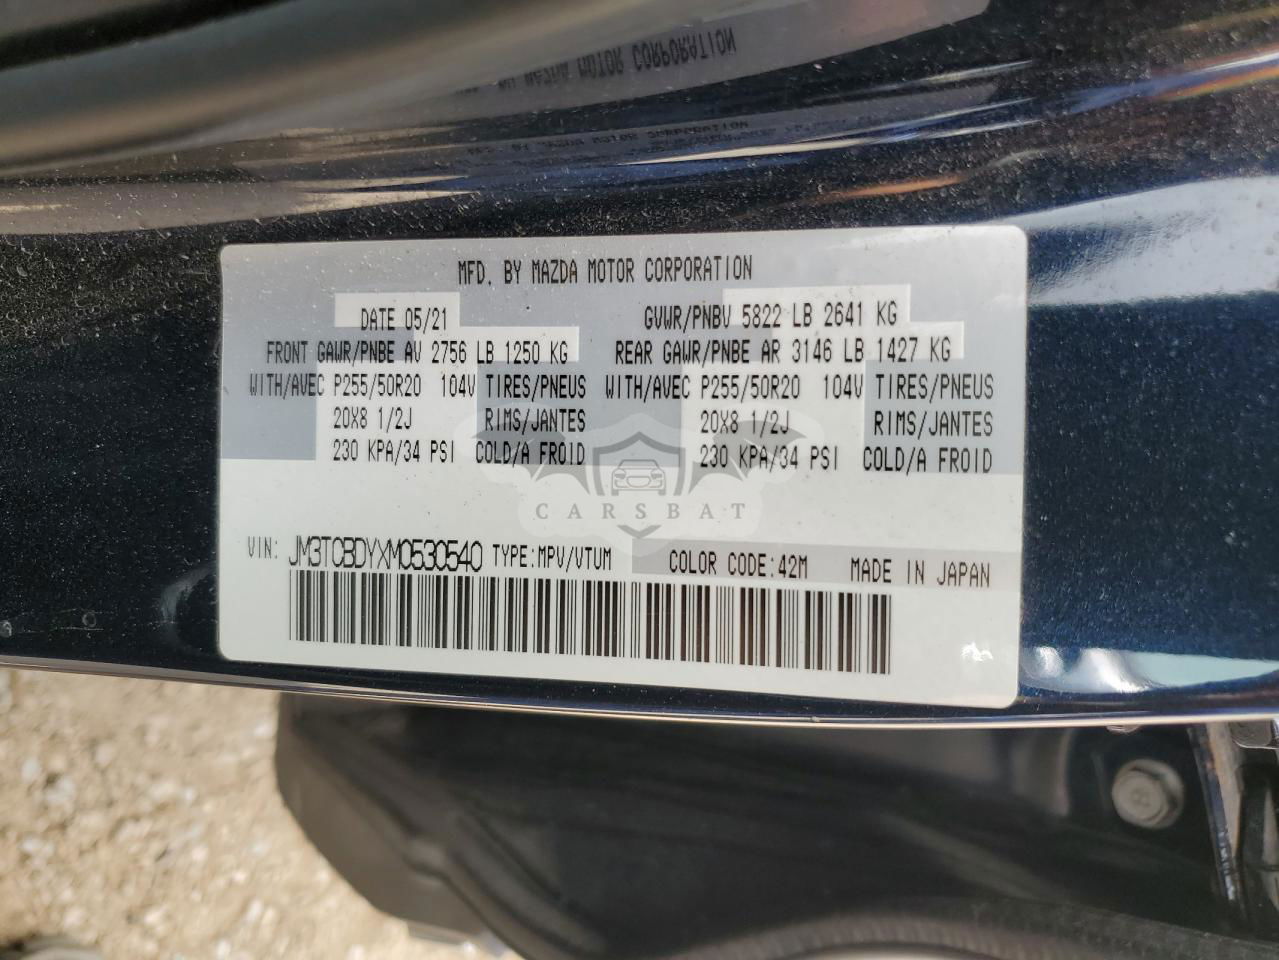 MFD. BY MAZDA MOTOR CORPORATION
DATE 05/21 GVWR/PNBV 5822 LB 2641 KG
FRONT GAWR/PNBE AV 2756 LB 1250 KG REAR GAWR/PNBE AR 3146 LB 1427 KG
WITH/AVEC P255/50R20 104V TIRES/PNEUS WITH/AVEC P255/50R20 104V TIRES/PNEUS
20X8 1/2J RIMS/JANTES 20X8 1/2J RIMS/JANTES
230 KPA/34 PSI COLD/A FROID 230 KPA/34 PSI COLD/A FROID
CARSBAT
VIN: JM3TCBDYXM0530540 TYPE:MPV/VTUM COLOR CODE:42M MADE IN JAPAN